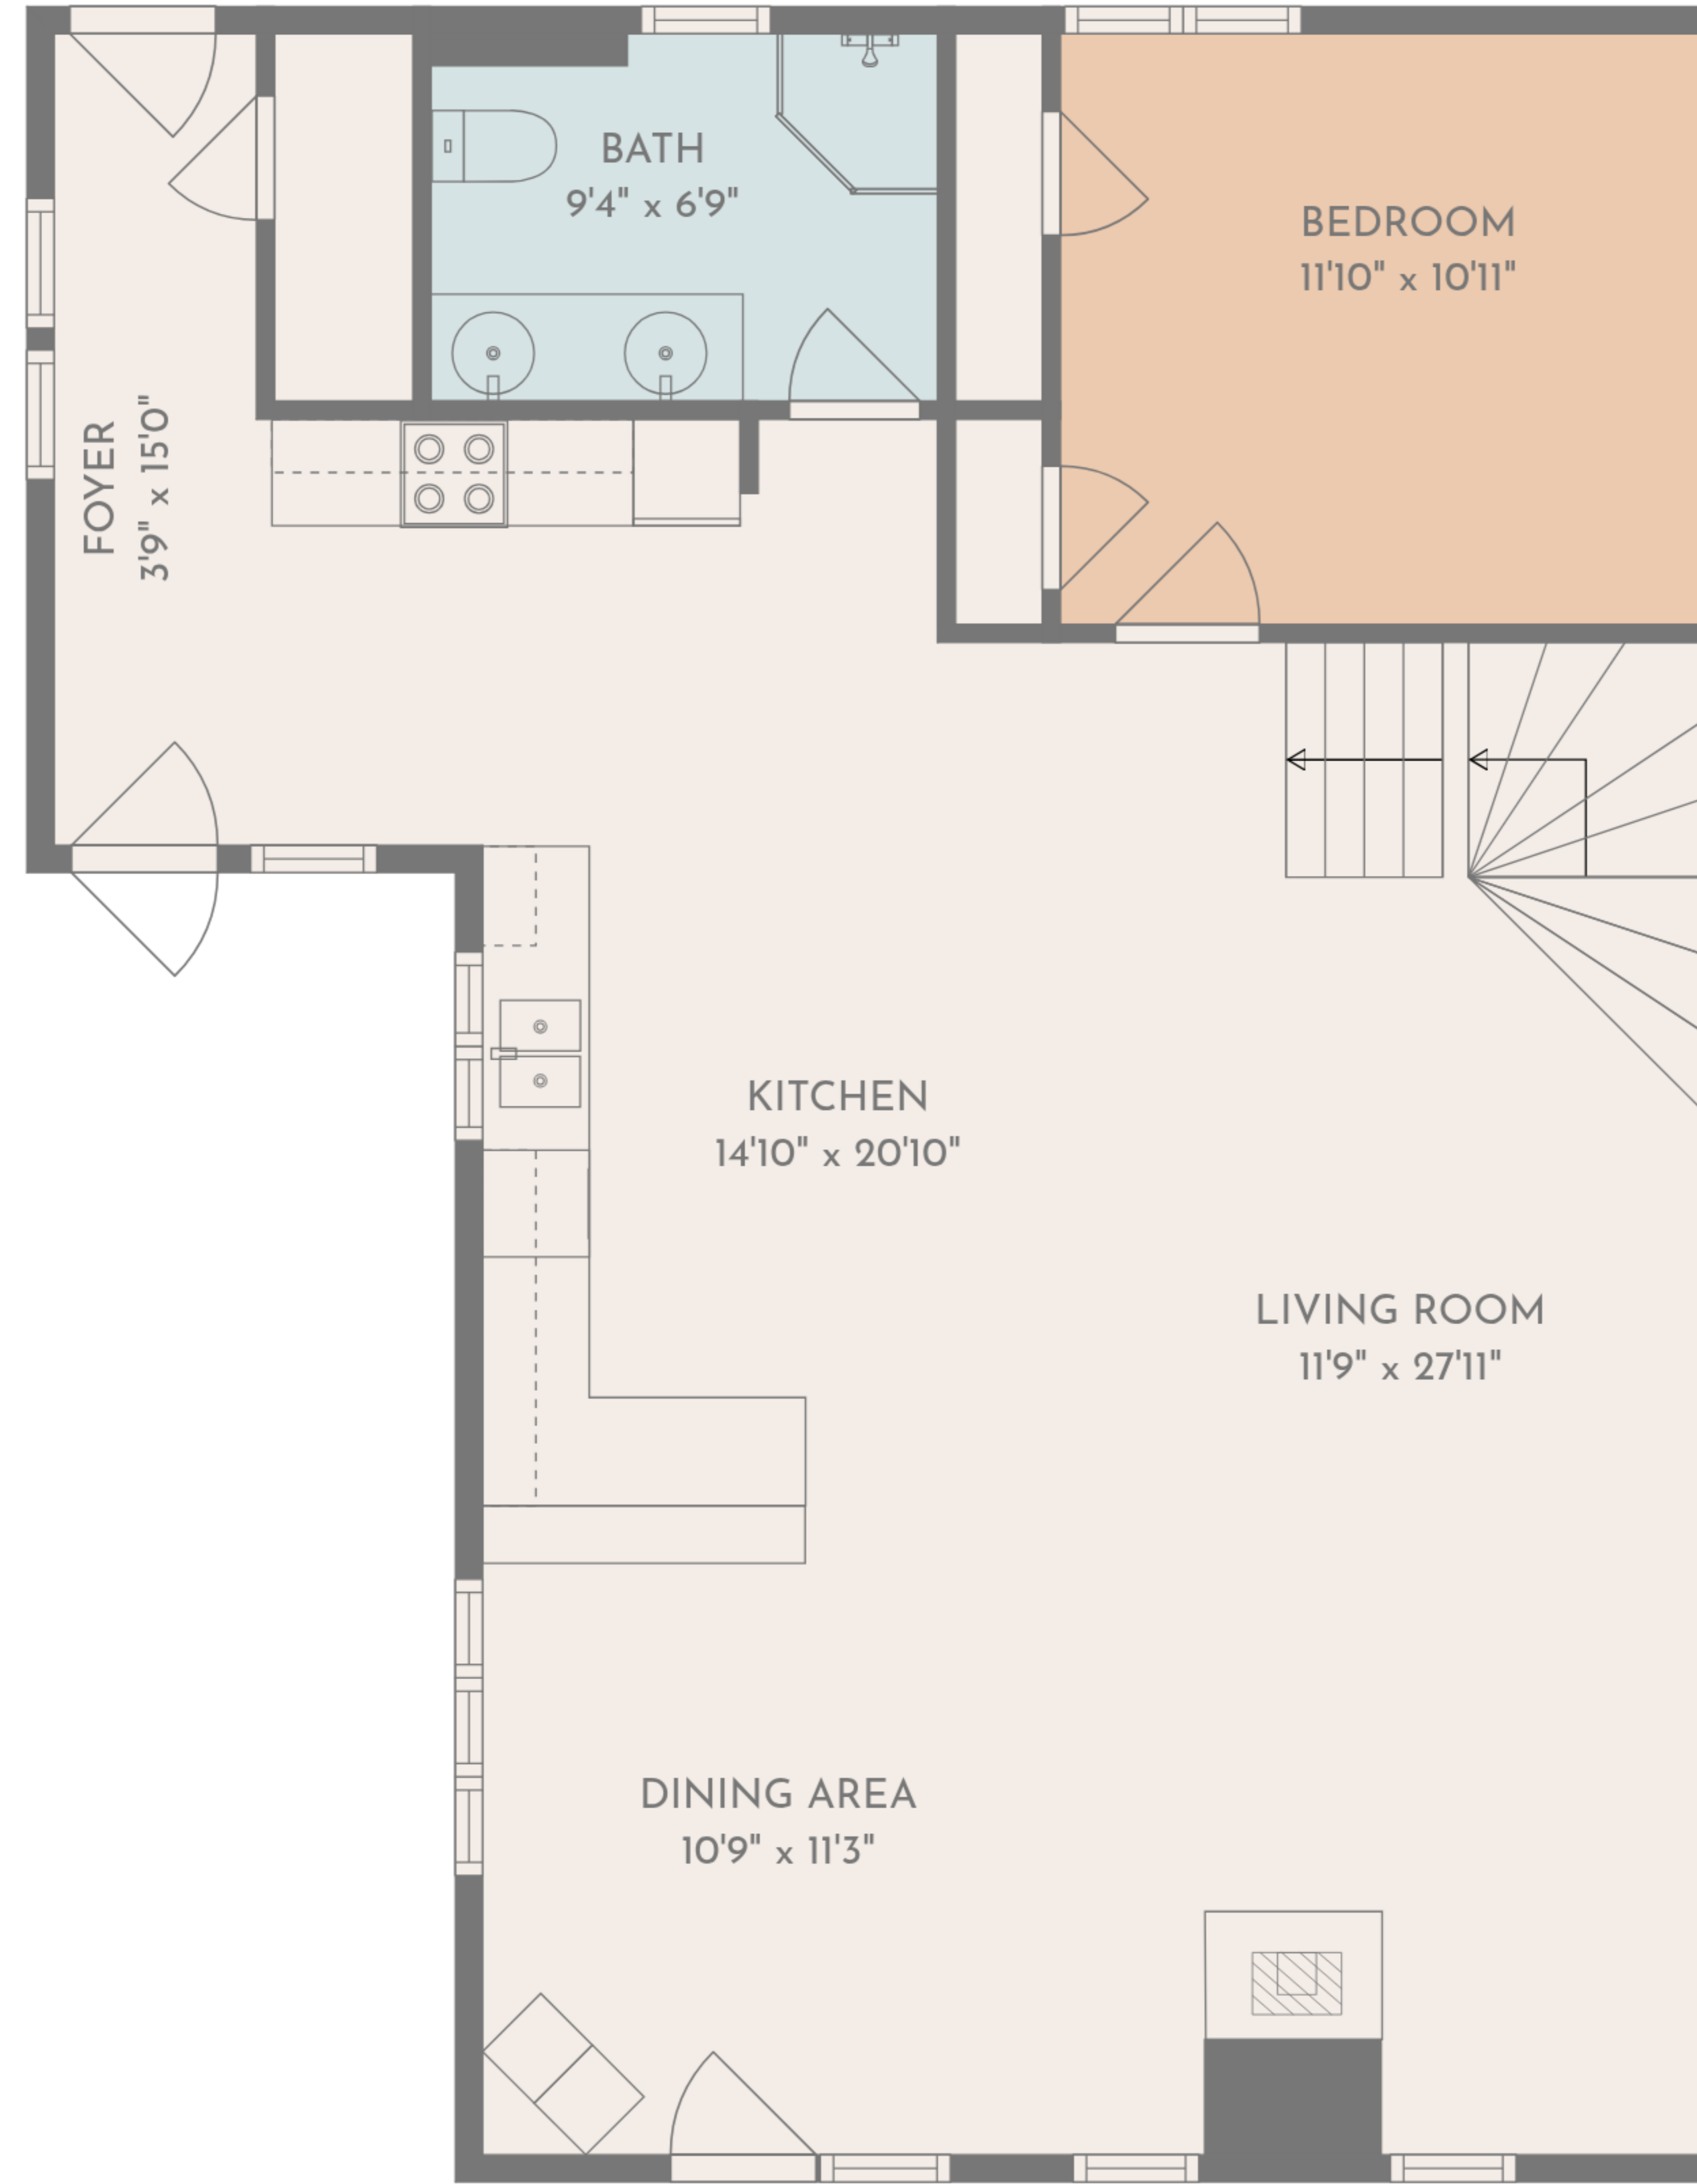 BATH
9'4" x 6'9"
BEDROOM
11'10" x 10'11"
FOYER
3'9" x 15'0"
KITCHEN
14'10" x 20'10"
LIVING ROOM
11'9" x 27'11"
DINING AREA
10'9" x 11'3"